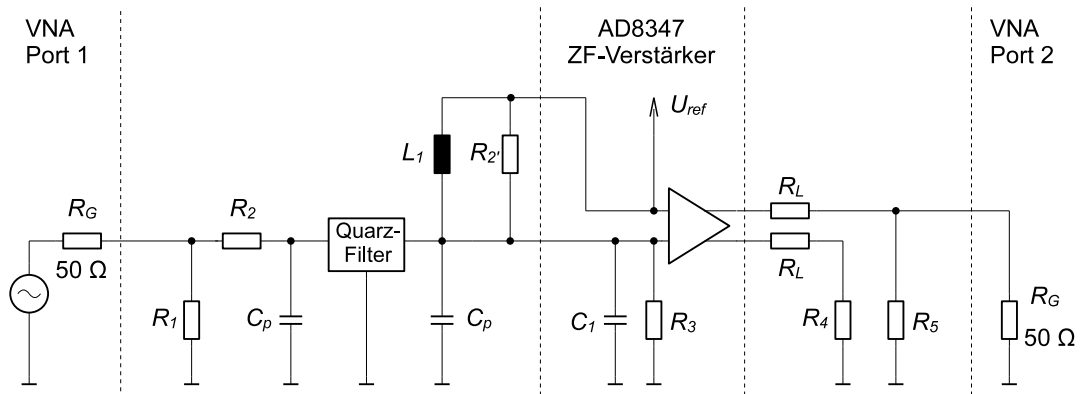 VNA
Port 1
AD8347
ZF-Verstärker
VNA
Port 2
U_ref
L_1
R_2'
R_L
R_G
50 Ω
R_2
Quarz-
Filter
R_L
R_1
C_p
C_p
C_1
R_3
R_4
R_5
R_G
50 Ω